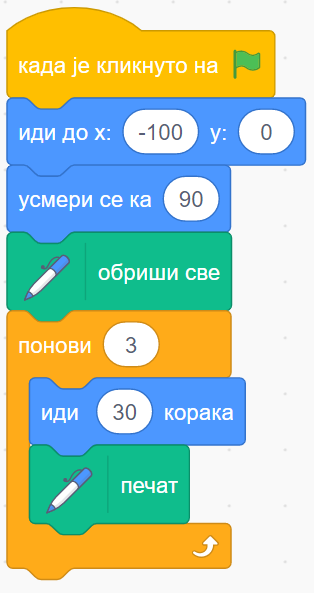 када је кликнуто на
иди до x: -100 y: 0
усмери се ка 90
обриши све
понови 3
иди 30 корака
печат